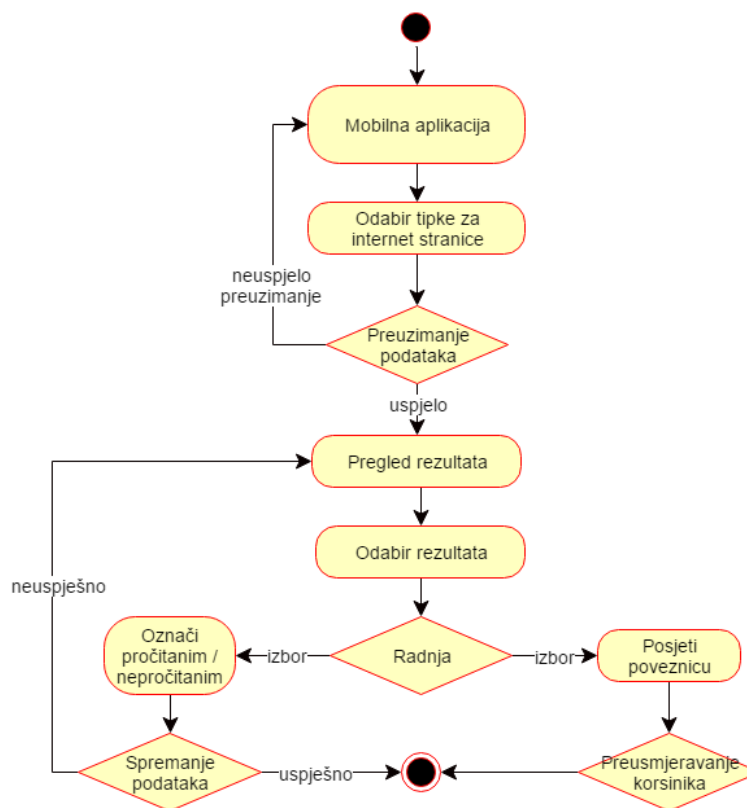 Mobilna aplikacija
Odabir tipke za
internet stranice
neuspjelo
preuzimanje
Preuzimanje
podataka
uspjelo
Pregled rezultata
Odabir rezultata
neuspješno
Označi
pročitanim /
nepročitanim
izbor
Radnja
izbor
Posjeti
poveznicu
Spremanje
podataka
uspješno
Preusmjeravanje
korsinika